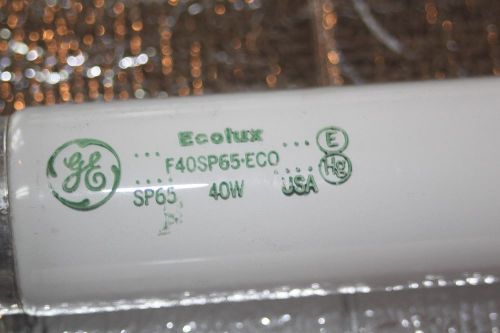 GE
Ecolux
F40SP65·ECO
SP65 40W USA
E
Hg